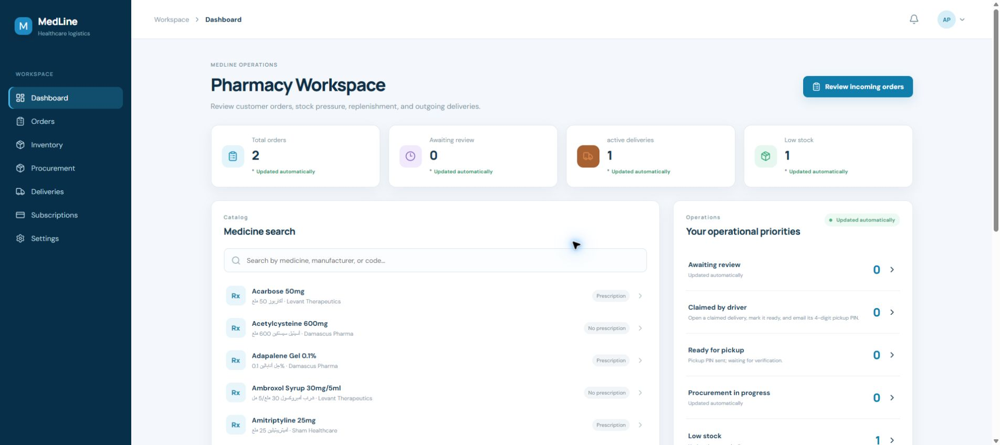 M
MedLine
Healthcare logistics
WORKSPACE
Dashboard
Orders
Inventory
Procurement
Deliveries
Subscriptions
Settings
Workspace > Dashboard
AP
MEDLINE OPERATIONS
Pharmacy Workspace
Review customer orders, stock pressure, replenishment, and outgoing deliveries.
Review incoming orders
Total orders
2
* Updated automatically
Awaiting review
0
* Updated automatically
active deliveries
1
* Updated automatically
Low stock
1
* Updated automatically
Catalog
Medicine search
Search by medicine, manufacturer, or code...
Rx
Acarbose 50mg
أكاربوز 50 ملغ · Levant Therapeutics
Prescription
Rx
Acetylcysteine 600mg
أسيتيل سيستئين 600 ملغ · Damascus Pharma
No prescription
Rx
Adapalene Gel 0.1%
جل أدابالين 0.1% · Damascus Pharma
Prescription
Rx
Ambroxol Syrup 30mg/5ml
شراب أمبروكسول 30 ملغ/5 مل · Levant Therapeutics
No prescription
Rx
Amitriptyline 25mg
أميتريبتيلين 25 ملغ · Sham Healthcare
Prescription
Operations
Updated automatically
Your operational priorities
Awaiting review
Updated automatically
0
Claimed by driver
Open a claimed delivery, mark it ready, and email its 4-digit pickup PIN.
0
Ready for pickup
Pickup PIN sent; waiting for verification.
0
Procurement in progress
Updated automatically
0
Low stock
1